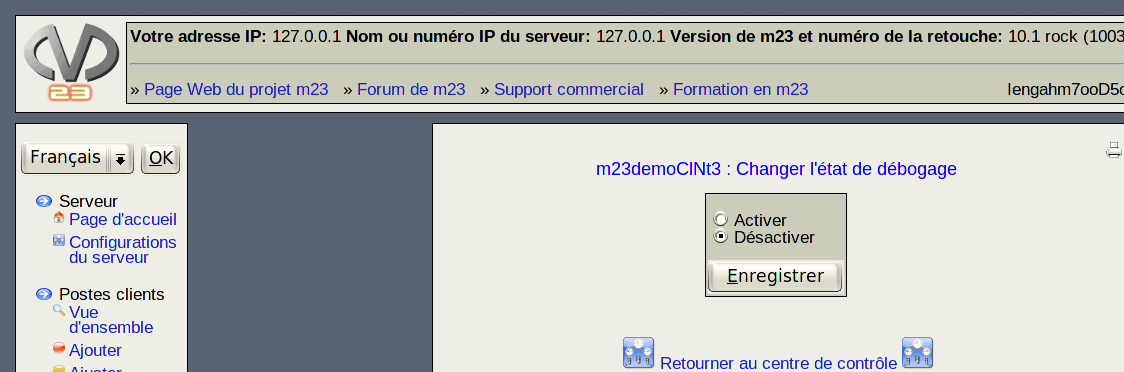 Votre adresse IP: 127.0.0.1 Nom ou numéro IP du serveur: 127.0.0.1 Version de m23 et numéro de la retouche: 10.1 rock (1003
» Page Web du projet m23 » Forum de m23 » Support commercial » Formation en m23
23
Français OK
m23demoClNt3 : Changer l'état de débogage
Serveur
Page d'accueil
Configurations
du serveur
Activer
Désactiver
Enregistrer
Postes clients
Vue
d'ensemble
Ajouter
Retourner au centre de contrôle